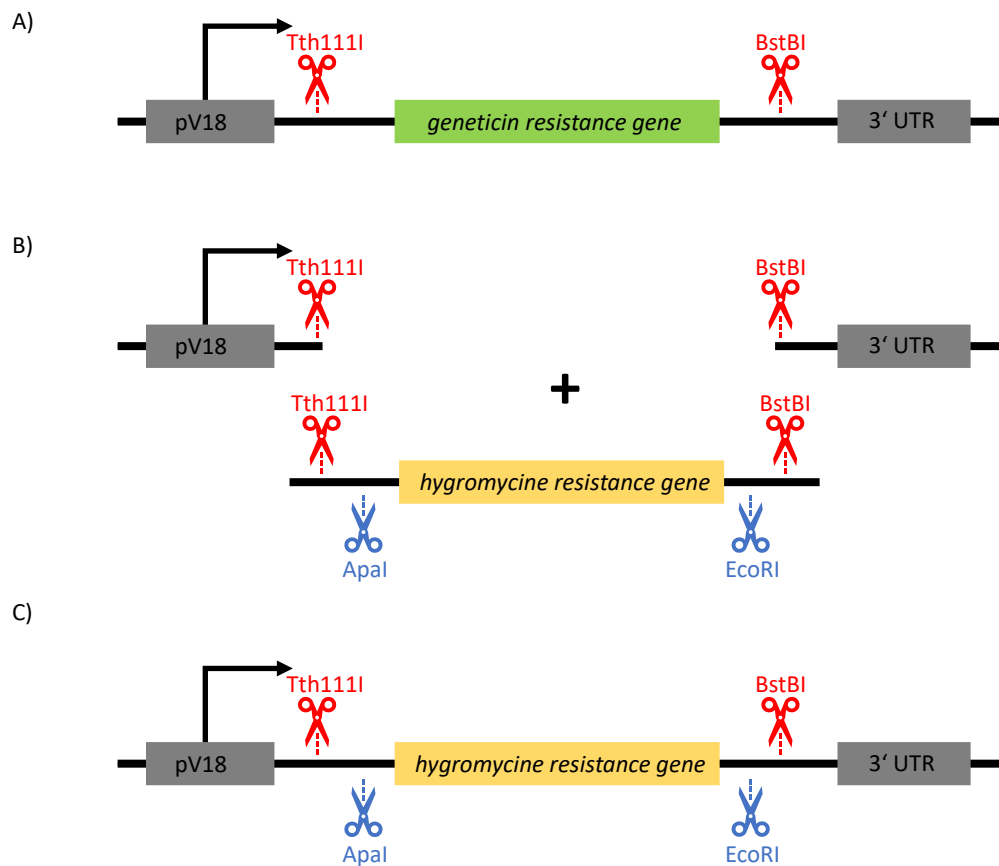 A)
Tth111I
BstBI
pV18
geneticin resistance gene
3‘ UTR
B)
Tth111I
BstBI
pV18
3‘ UTR
+
Tth111I
BstBI
hygromycine resistance gene
ApaI
EcoRI
C)
Tth111I
BstBI
pV18
hygromycine resistance gene
3‘ UTR
ApaI
EcoRI